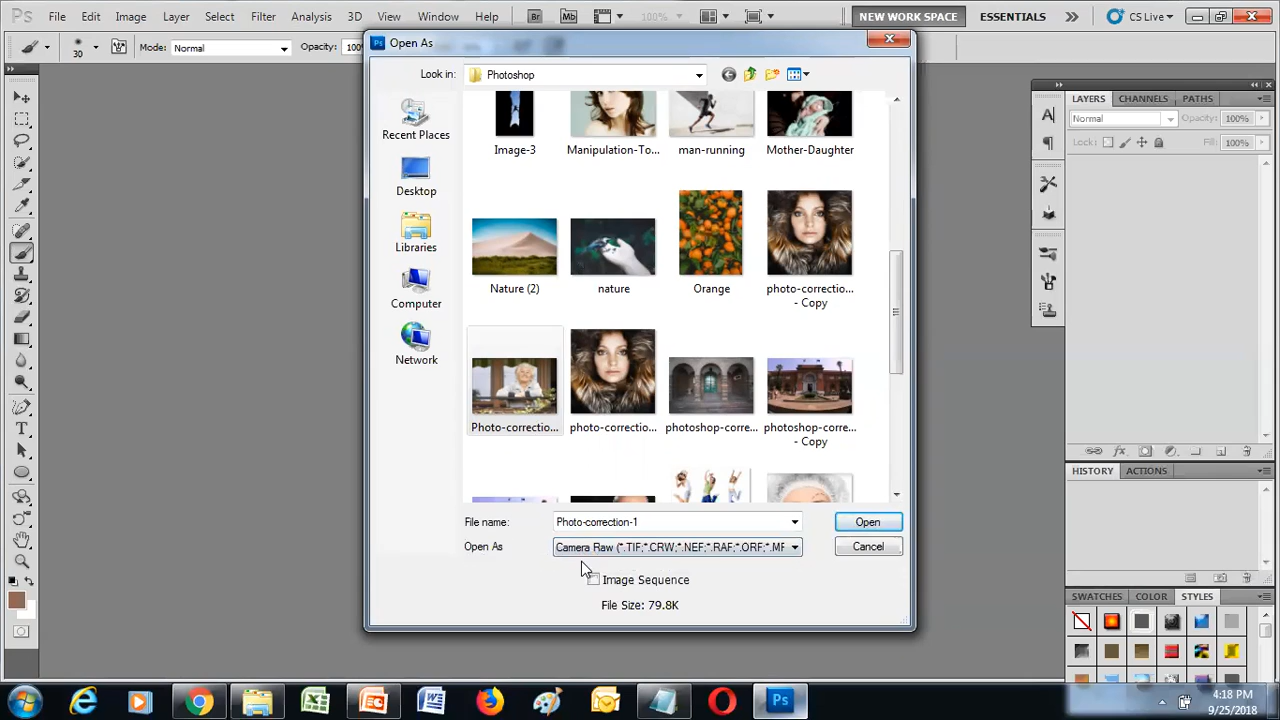 Ps File Edit Image Layer Select Filter Analysis 3D View Window Help Br Mb 100% NEW WORK SPACE ESSENTIALS CS Live
30 Mode: Normal Opacity:
Ps Open As
Look in: Photoshop
Recent Places
Desktop
Libraries
Computer
Network
Image-3 Manipulation-To... man-running Mother-Daughter
Nature (2) nature Orange photo-correctio...
- Copy
Photo-correctio... photo-correctio... photoshop-corre... photoshop-corre...
- Copy
File name: Photo-correction-1 Open
Open As Camera Raw (*.TIF;*.CRW;*.NEF;*.RAF;*.ORF;*.MF Cancel
Image Sequence
File Size: 79.8K
LAYERS CHANNELS PATHS
Normal Opacity: 100%
Lock: Fill: 100%
HISTORY ACTIONS
SWATCHES COLOR STYLES
4:18 PM
9/25/2018